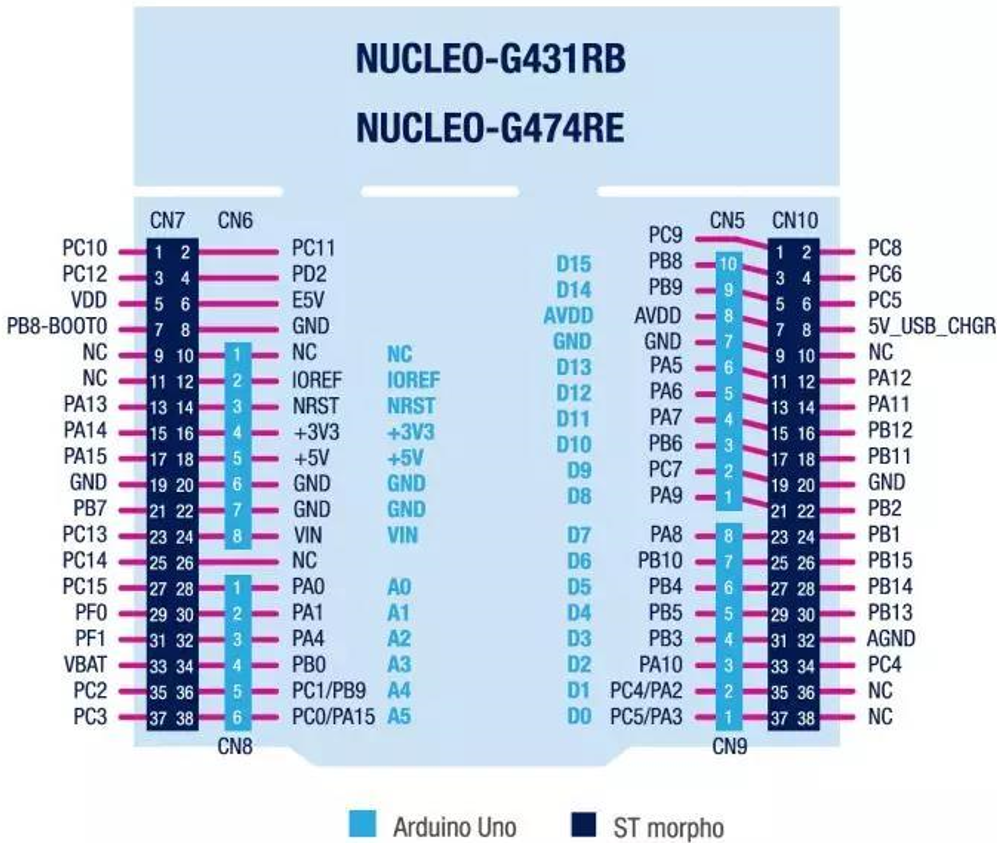 NUCLEO-G431RB
NUCLEO-G474RE
CN7 CN6 CN5 CN10
PC9
PC10 1 2 PC11 1 2 PC8
D15 PB8 10
PC12 3 4 PD2 3 4 PC6
D14 PB9 9
VDD 5 6 E5V 5 6 PC5
AVDD AVDD 8
PB8-BOOT0 7 8 GND 7 8 5V_USB_CHGR
GND GND 7
NC 9 10 1 NC NC 9 10 NC
D13 PA5 6
NC 11 12 2 IOREF IOREF 11 12 PA12
D12 PA6 5
PA13 13 14 3 NRST NRST 13 14 PA11
D11 PA7 4
PA14 15 16 4 +3V3 +3V3 15 16 PB12
D10 PB6 3
PA15 17 18 5 +5V +5V 17 18 PB11
D9 PC7 2
GND 19 20 6 GND GND 19 20 GND
D8 PA9 1
PB7 21 22 7 GND GND 21 22 PB2
PC13 23 24 8 VIN VIN D7 PA8 8 23 24 PB1
PC14 25 26 NC D6 PB10 7 25 26 PB15
PC15 27 28 1 PA0 A0 D5 PB4 6 27 28 PB14
PF0 29 30 2 PA1 A1 D4 PB5 5 29 30 PB13
PF1 31 32 3 PA4 A2 D3 PB3 4 31 32 AGND
VBAT 33 34 4 PB0 A3 D2 PA10 3 33 34 PC4
PC2 35 36 5 PC1/PB9 A4 D1 PC4/PA2 2 35 36 NC
PC3 37 38 6 PC0/PA15 A5 D0 PC5/PA3 1 37 38 NC
CN8 CN9
Arduino Uno ST morpho